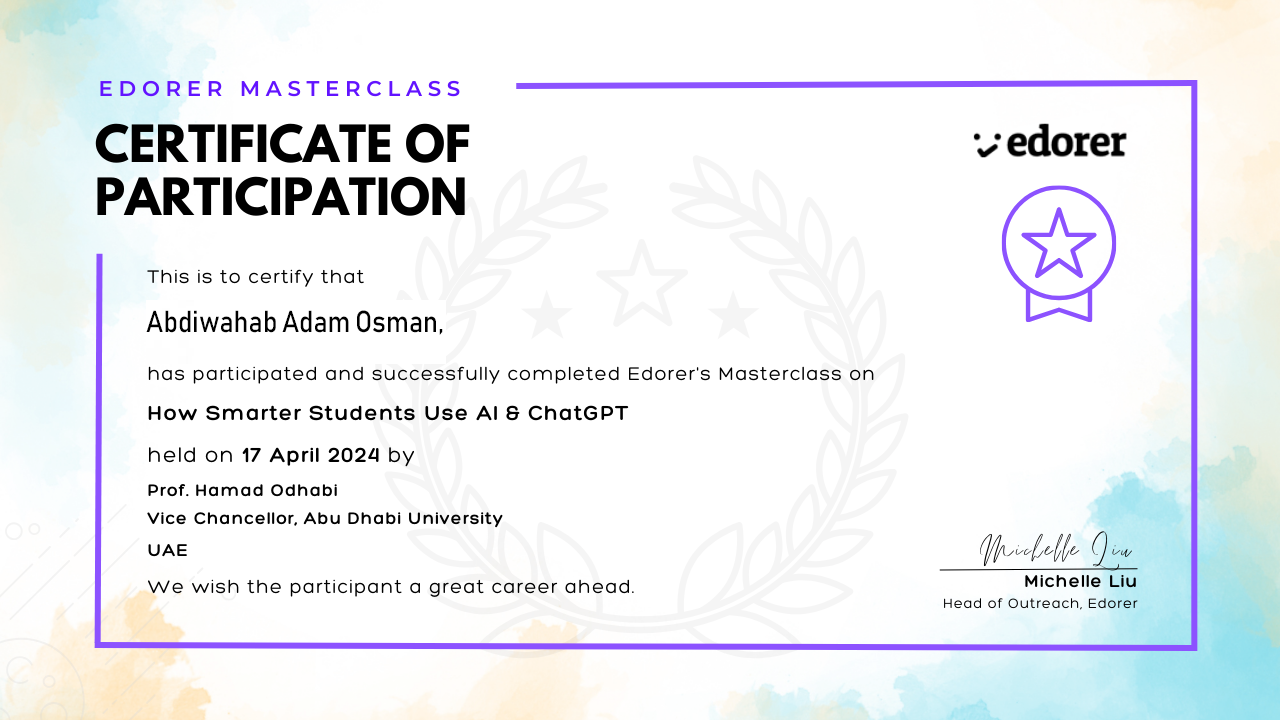 EDORER MASTERCLASS
CERTIFICATE OF
PARTICIPATION
edorer
This is to certify that
Abdiwahab Adam Osman,
has participated and successfully completed Edorer's Masterclass on
How Smarter Students Use AI & ChatGPT
held on 17 April 2024 by
Prof. Hamad Odhabi
Vice Chancellor, Abu Dhabi University
UAE
We wish the participant a great career ahead.
Michelle Liu
Michelle Liu
Head of Outreach, Edorer